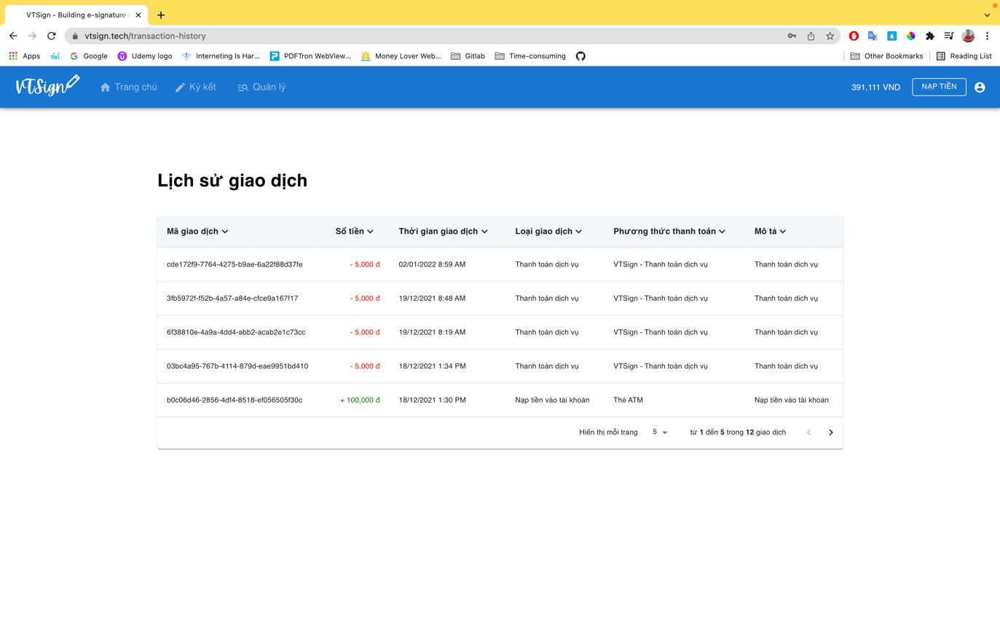 VTSign - Building e-signature s
vtsign.tech/transaction-history
Apps TIKI Google Udemy logo Interneting Is Har... PDFTron WebView... Money Lover Web... Gitlab Time-consuming Other Bookmarks Reading List
VTSign Trang chủ Ký kết Quản lý 391,111 VND NẠP TIỀN
Lịch sử giao dịch
Mã giao dịch Số tiền Thời gian giao dịch Loại giao dịch Phương thức thanh toán Mô tả
cde172f9-7764-4275-b9ae-6a22f88d37fe - 5,000 đ 02/01/2022 8:59 AM Thanh toán dịch vụ VTSign - Thanh toán dịch vụ Thanh toán dich vụ
3fb5972f-f52b-4a57-a84e-cfce9a167f17 - 5,000 đ 19/12/2021 8:48 AM Thanh toán dịch vụ VTSign - Thanh toán dịch vụ Thanh toán dich vụ
6f38810e-4a9a-4dd4-abb2-acab2e1c73cc - 5,000 đ 19/12/2021 8:19 AM Thanh toán dịch vụ VTSign - Thanh toán dịch vụ Thanh toán dich vụ
03bc4a95-767b-4114-879d-eae9951bd410 - 5,000 đ 18/12/2021 1:34 PM Thanh toán dịch vụ VTSign - Thanh toán dịch vụ Thanh toán dich vụ
b0c06d46-2856-4df4-8518-ef056505f30c + 100,000 đ 18/12/2021 1:30 PM Nạp tiền vào tài khoản Thẻ ATM Nạp tiền vào tài khoản
Hiển thị mỗi trang 5 từ 1 đến 5 trong 12 giao dịch